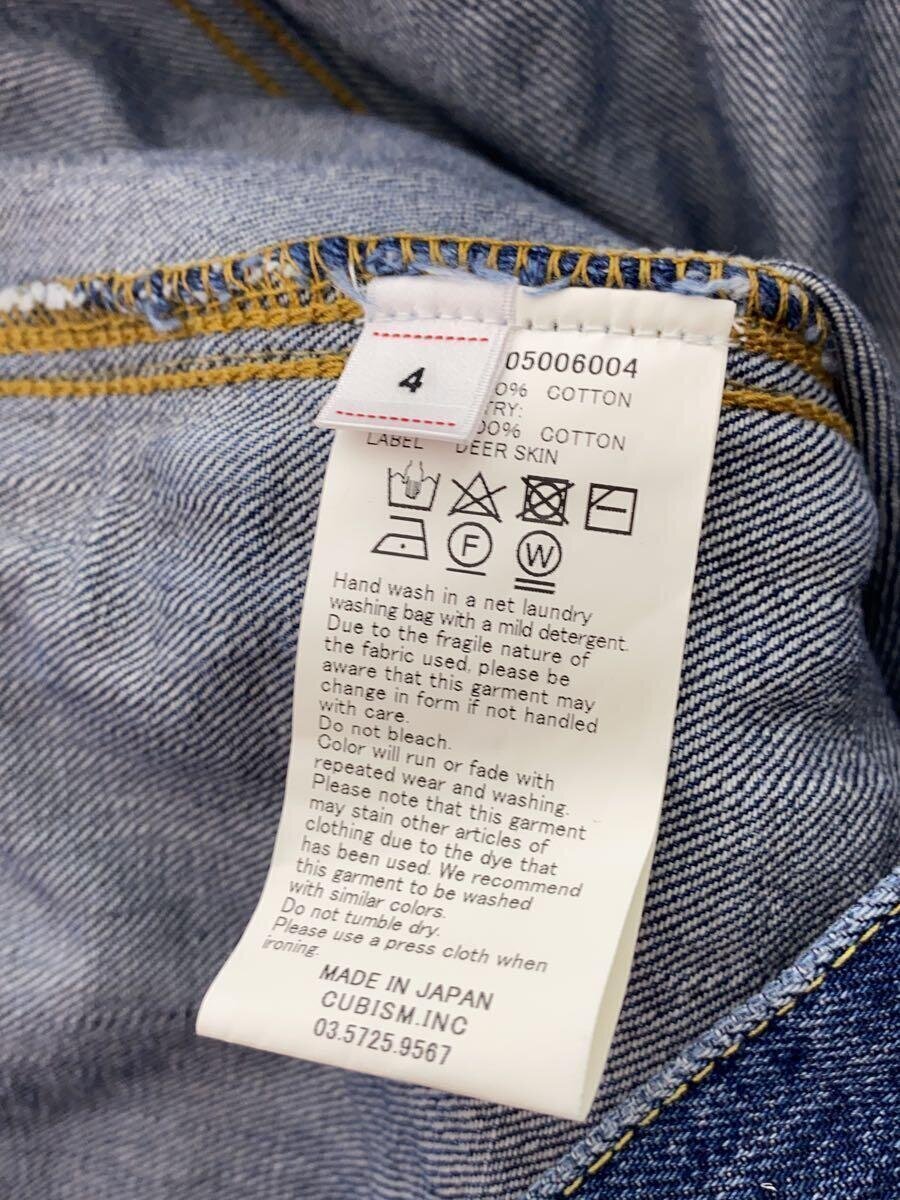 4
05006004
0% COTTON
TRY:
00% COTTON
LABEL DEER SKIN
F
W
Hand wash in a net laundry
washing bag with a mild detergent.
Due to the fragile nature of
the fabric used, please be
aware that this garment may
change in form if not handled
with care.
Do not bleach.
Color will run or fade with
repeated wear and washing.
Please note that this garment
may stain other articles of
clothing due to the dye that
has been used. We recommend
this garment to be washed
with similar colors.
Do not tumble dry.
Please use a press cloth when
ironing.
MADE IN JAPAN
CUBISM.INC
03.5725.9567